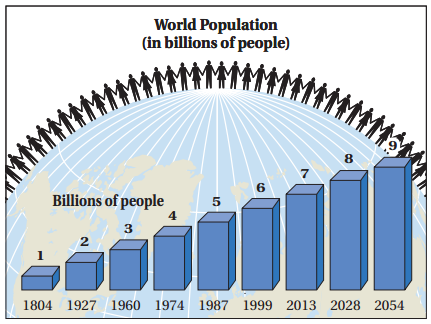 World Population
(in billions of people)
Billions of people
1 2 3 4 5 6 7 8 9
1804 1927 1960 1974 1987 1999 2013 2028 2054